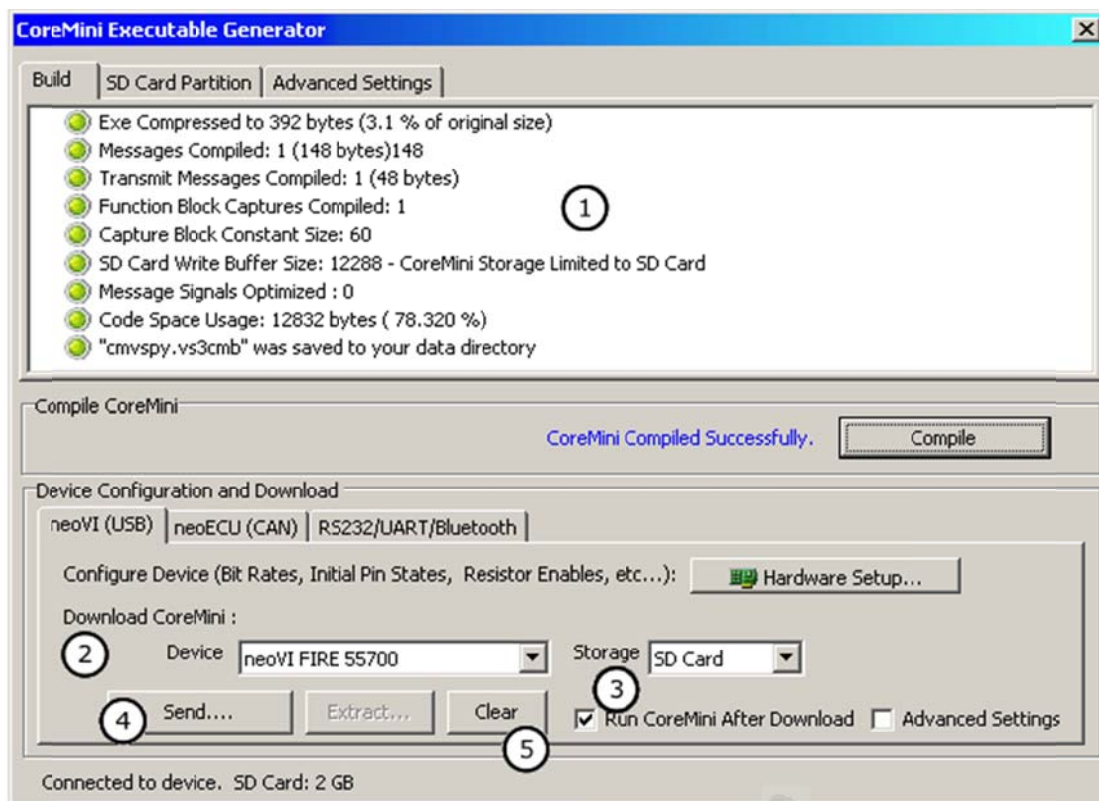 CoreMini Executable Generator
Build SD Card Partition Advanced Settings
Exe Compressed to 392 bytes (3.1 % of original size)
Messages Compiled: 1 (148 bytes)148
Transmit Messages Compiled: 1 (48 bytes)
Function Block Captures Compiled: 1
1
Capture Block Constant Size: 60
SD Card Write Buffer Size: 12288 - CoreMini Storage Limited to SD Card
Message Signals Optimized : 0
Code Space Usage: 12832 bytes ( 78.320 %)
"cmvspy.vs3cmb" was saved to your data directory
Compile CoreMini
CoreMini Compiled Successfully. Compile
Device Configuration and Download
neoVI (USB) neoECU (CAN) RS232/UART/Bluetooth
Configure Device (Bit Rates, Initial Pin States, Resistor Enables, etc...): Hardware Setup...
Download CoreMini :
2 Device neoVI FIRE 55700 Storage SD Card
3
4 Send.... Extract... Clear Run CoreMini After Download Advanced Settings
5
Connected to device. SD Card: 2 GB